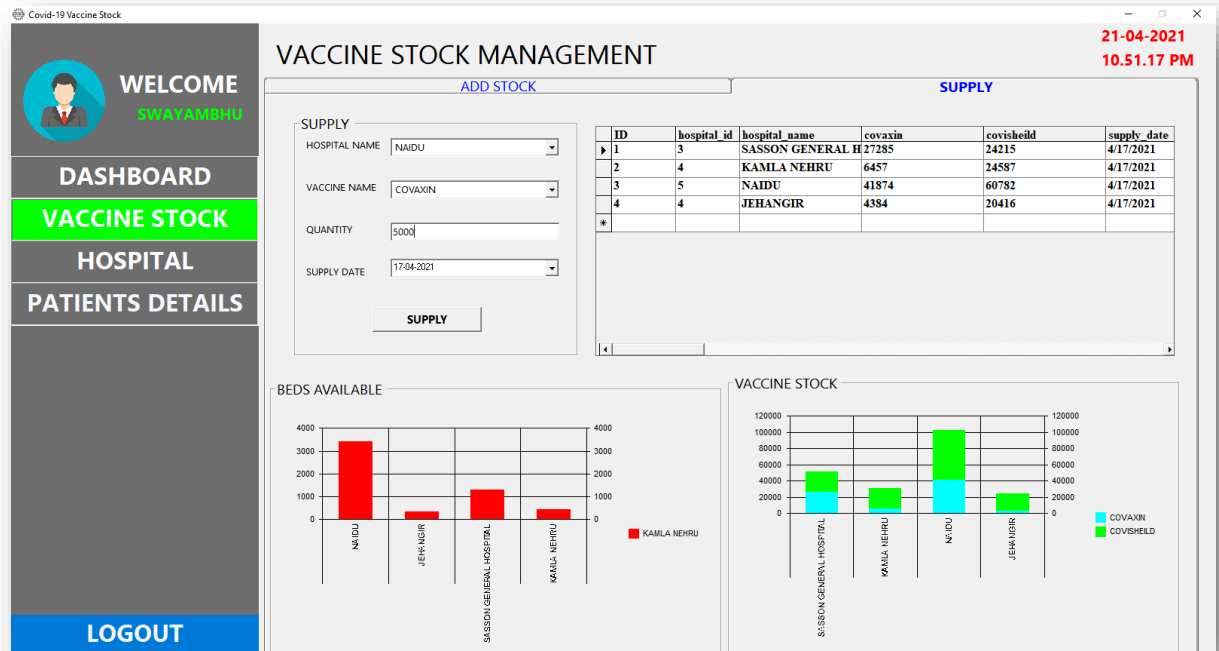 Covid-19 Vaccine Stock
WELCOME
SWAYAMBHU
DASHBOARD
VACCINE STOCK
HOSPITAL
PATIENTS DETAILS
LOGOUT
VACCINE STOCK MANAGEMENT
21-04-2021
10.51.17 PM
ADD STOCK
SUPPLY
SUPPLY
HOSPITAL NAME NAIDU
VACCINE NAME COVAXIN
QUANTITY 5000
SUPPLY DATE 17-04-2021
SUPPLY
ID hospital_id hospital_name covaxin covisheild supply_date
1 3 SASSON GENERAL H 27285 24215 4/17/2021
2 4 KAMLA NEHRU 6457 24587 4/17/2021
3 5 NAIDU 41874 60782 4/17/2021
4 4 JEHANGIR 4384 20416 4/17/2021
BEDS AVAILABLE
4000 4000
3000 3000
2000 2000
1000 1000
0 0
NAIDU
JEHANGIR
SASSON GENERAL HOSPITAL
KAMLA NEHRU
KAMLA NEHRU
VACCINE STOCK
120000 120000
100000 100000
80000 80000
60000 60000
40000 40000
20000 20000
0 0
SASSON GENERAL HOSPITAL
KAMLA NEHRU
NAIDU
JEHANGIR
COVAXIN
COVISHEILD